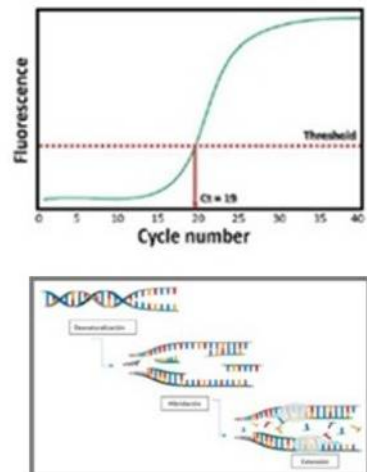 Fluorescence
Threshold
Ct = 19
0 5 10 15 20 25 30 35 40
Cycle number
Desnaturalización
Hibridación
Extensión